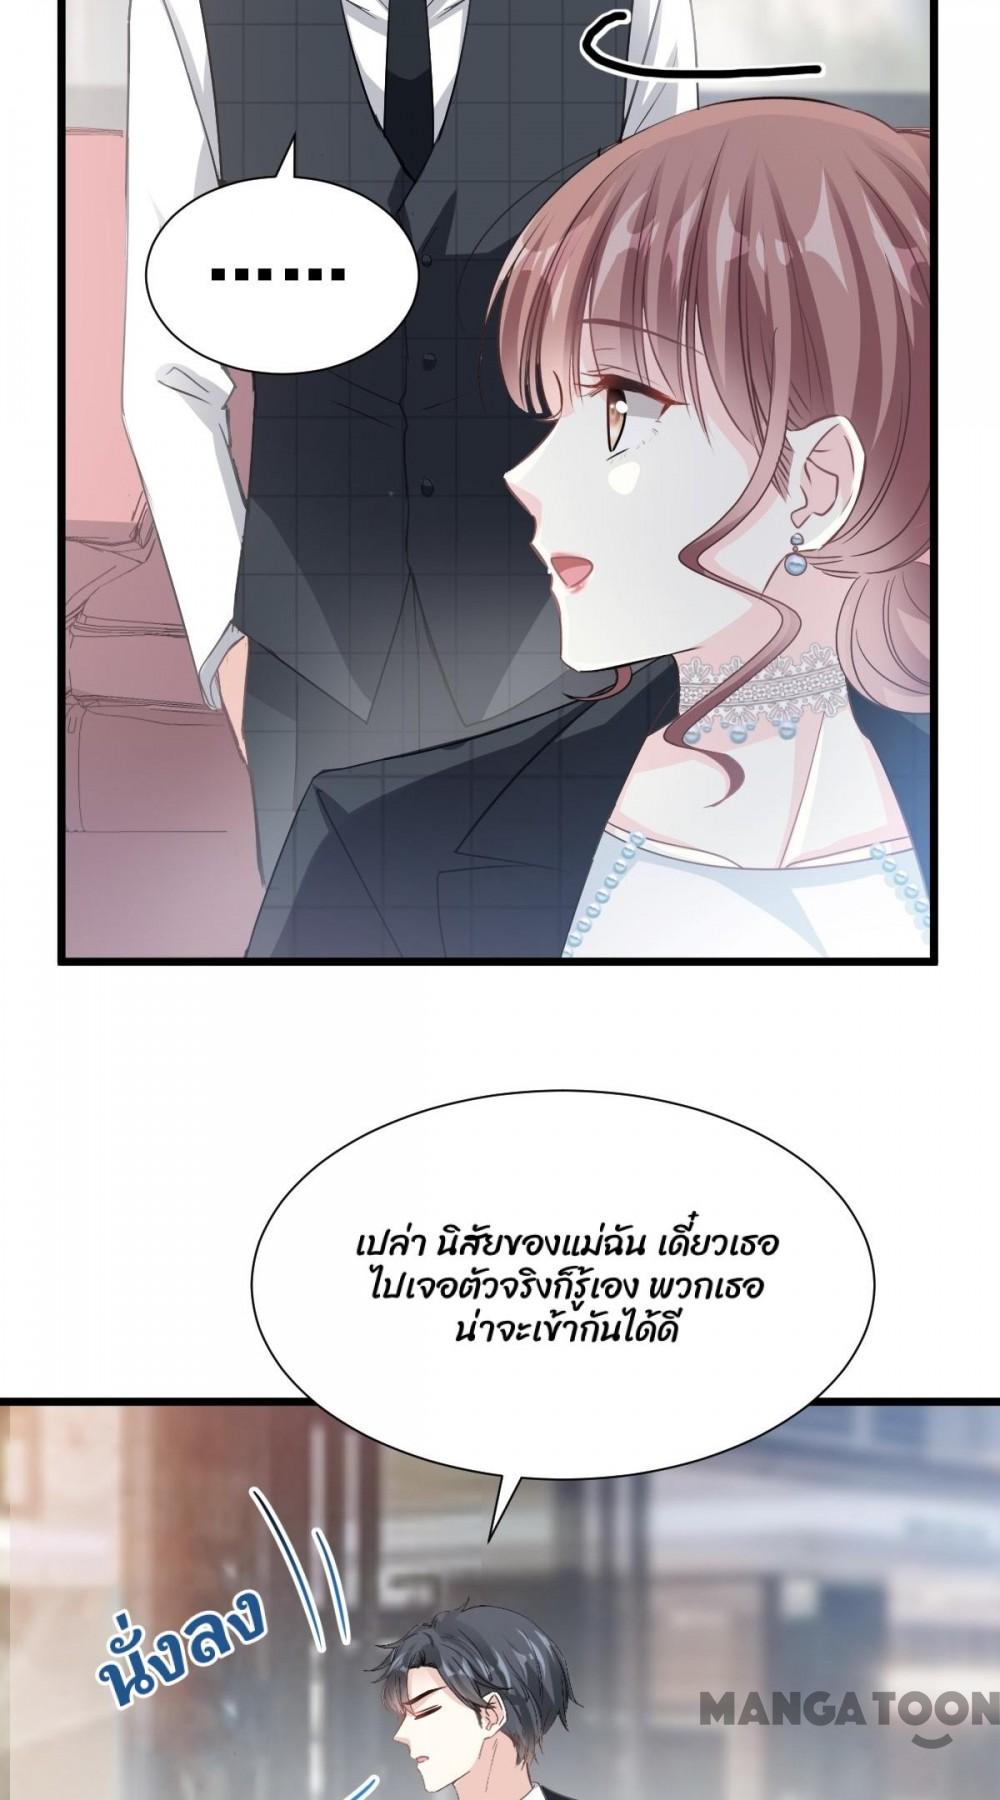 ......
เปล่า นิสัยของแม่ฉัน เดี๋ยวเธอ
ไปเจอตัวจริงก็รู้เอง พวกเธอ
น่าจะเข้ากันได้ดี
นั่งลง
MANGATOON